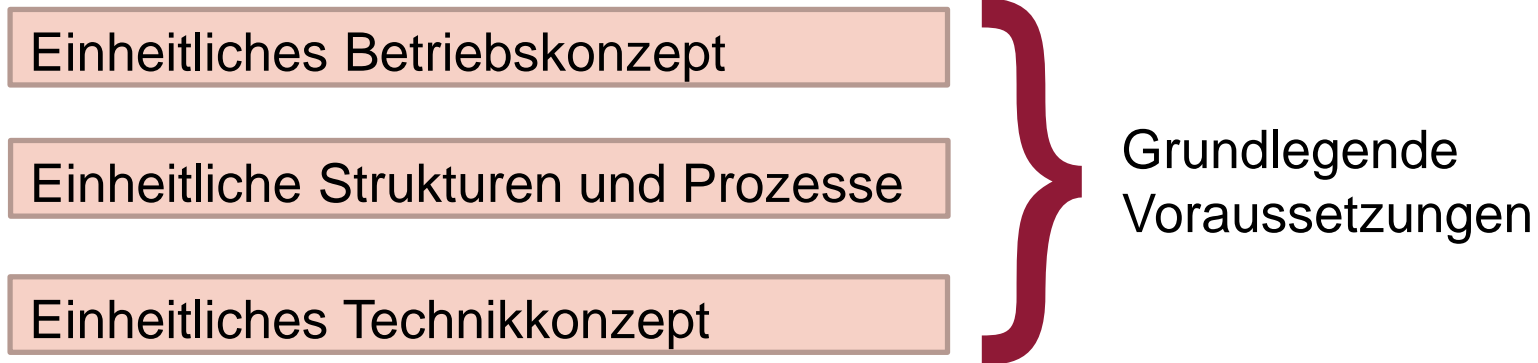 Einheitliches Betriebskonzept
Einheitliche Strukturen und Prozesse
Einheitliches Technikkonzept
Grundlegende
Voraussetzungen